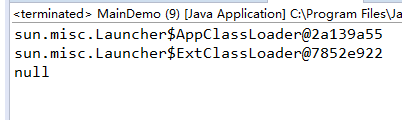 <terminated> MainDemo (9) [Java Application] C:\Program Files\Ja
sun.misc.Launcher$AppClassLoader@2a139a55
sun.misc.Launcher$ExtClassLoader@7852e922
null